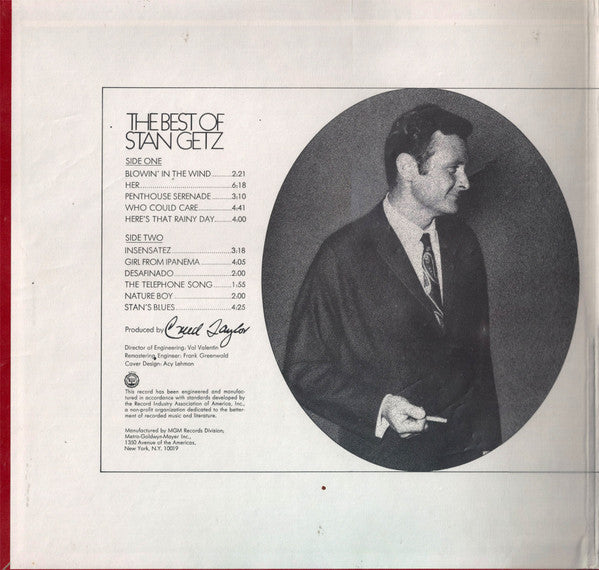 THE BEST OF
STAN GETZ
SIDE ONE
BLOWIN' IN THE WIND..........2:21
HER..........6:18
PENTHOUSE SERENADE..........3:10
WHO COULD CARE..........4:41
HERE'S THAT RAINY DAY..........4:00
SIDE TWO
INSENSATEZ..........3:18
GIRL FROM IPANEMA..........4:05
DESAFINADO..........2:00
THE TELEPHONE SONG..........1:55
NATURE BOY..........2:00
STAN'S BLUES..........4:25
Produced by Creed Taylor
Director of Engineering: Val Valentin
Remastering Engineer: Frank Greenwald
Cover Design: Acy Lehman
This record has been engineered and manufac-
tured in accordance with standards developed by
the Record Industry Association of America, Inc.,
a non-profit organization dedicated to the better-
ment of recorded music and literature.
Manufactured by MGM Records Division,
Metro-Goldwyn-Mayer Inc.,
1350 Avenue of the Americas,
New York, N.Y. 10019